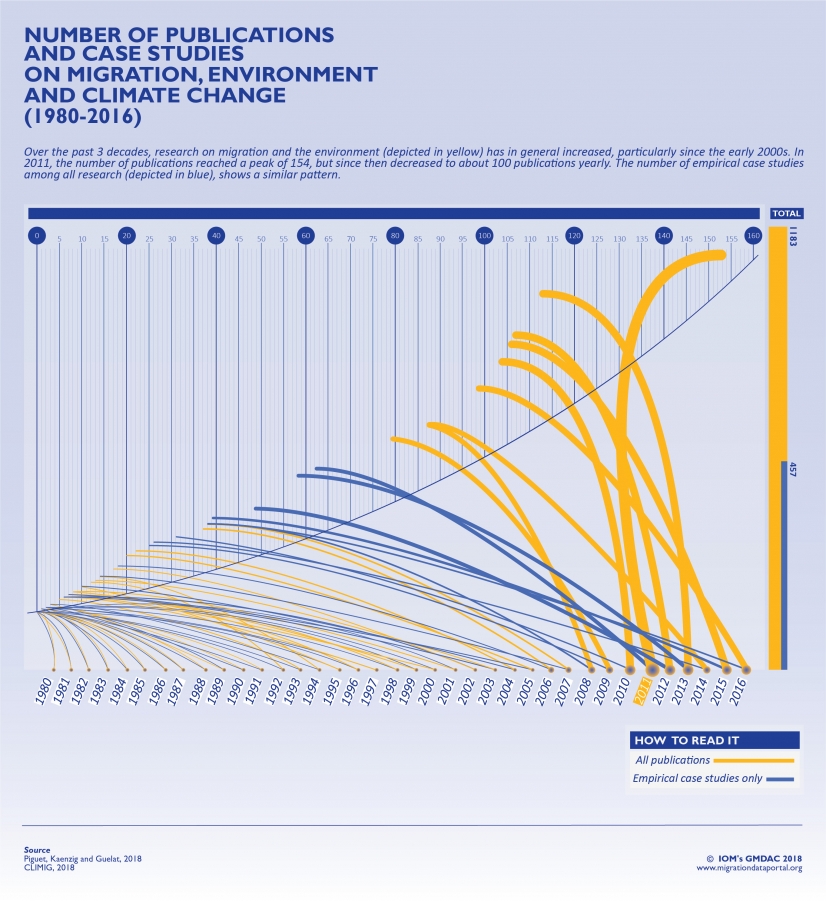 NUMBER OF PUBLICATIONS
AND CASE STUDIES
ON MIGRATION, ENVIRONMENT
AND CLIMATE CHANGE
(1980-2016)
Over the past 3 decades, research on migration and the environment (depicted in yellow) has in general increased, particularly since the early 2000s. In
2011, the number of publications reached a peak of 154, but since then decreased to about 100 publications yearly. The number of empirical case studies
among all research (depicted in blue), shows a similar pattern.
TOTAL
0 5 10 15 20 25 30 35 40 45 50 55 60 65 70 75 80 85 90 95 100 105 110 115 120 125 130 135 140 145 150 155 160
1183
457
1980 1981 1982 1983 1984 1985 1986 1987 1988 1989 1990 1991 1992 1993 1994 1995 1996 1997 1998 1999 2000 2001 2002 2003 2004 2005 2006 2007 2008 2009 2010 2011 2012 2013 2014 2015 2016
HOW TO READ IT
All publications
Empirical case studies only
Source
Piguet, Kaenzig and Guelat, 2018
CLIMIG, 2018
© IOM's GMDAC 2018
www.migrationdataportal.org